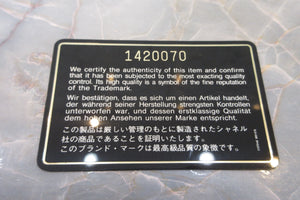 1420070
We certify the authenticity of this item and confirm
that it has been subjected to the most exacting quality
control. Its high quality is a symbol of the fine reputation
of the Trademark.
Wir bestätigen, dass es sich um einen Artikel handelt,
der während seiner Herstellung strengsten Kontrollen
unterworfen war, und dessen erstklassige Qualität
dem hohen Ansehen unserer Marke entspricht.
この製品は厳しい管理のもとに製造されたシャネル
社の商品であることを証明いたします。
このブランド・マークは最高級品質の象徴です。